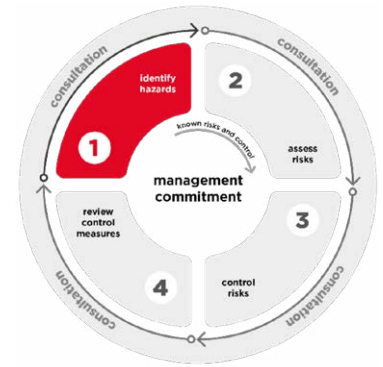 consultation
consultation
identify
hazards
1
2
assess
risks
known risks and control
management
commitment
review
control
measures
4
3
control
risks
consultation
consultation